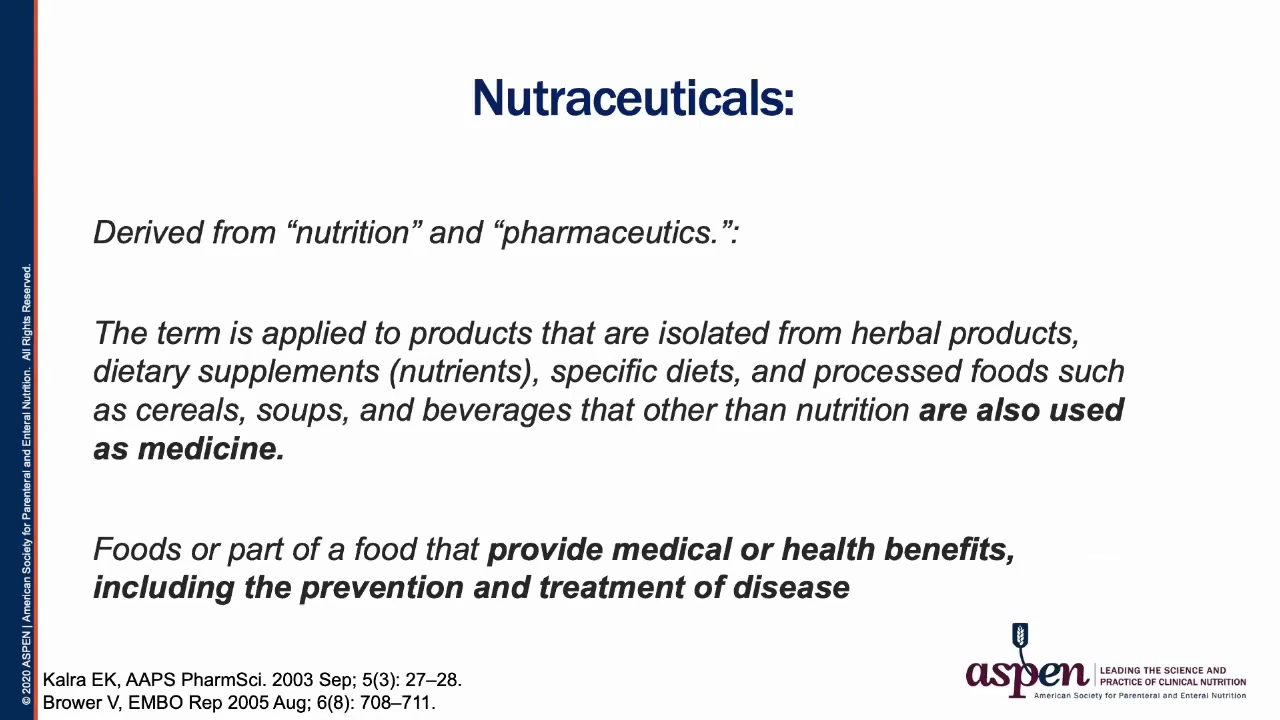 Nutraceuticals:
Derived from “nutrition” and “pharmaceutics.”:
The term is applied to products that are isolated from herbal products,
dietary supplements (nutrients), specific diets, and processed foods such
as cereals, soups, and beverages that other than nutrition are also used
as medicine.
Foods or part of a food that provide medical or health benefits,
including the prevention and treatment of disease
Kalra EK, AAPS PharmSci. 2003 Sep; 5(3): 27–28.
Brower V, EMBO Rep 2005 Aug; 6(8): 708–711.
aspen
LEADING THE SCIENCE AND
PRACTICE OF CLINICAL NUTRITION
American Society for Parenteral and Enteral Nutrition
© 2020 ASPEN | American Society for Parenteral and Enteral Nutrition. All Rights Reserved.